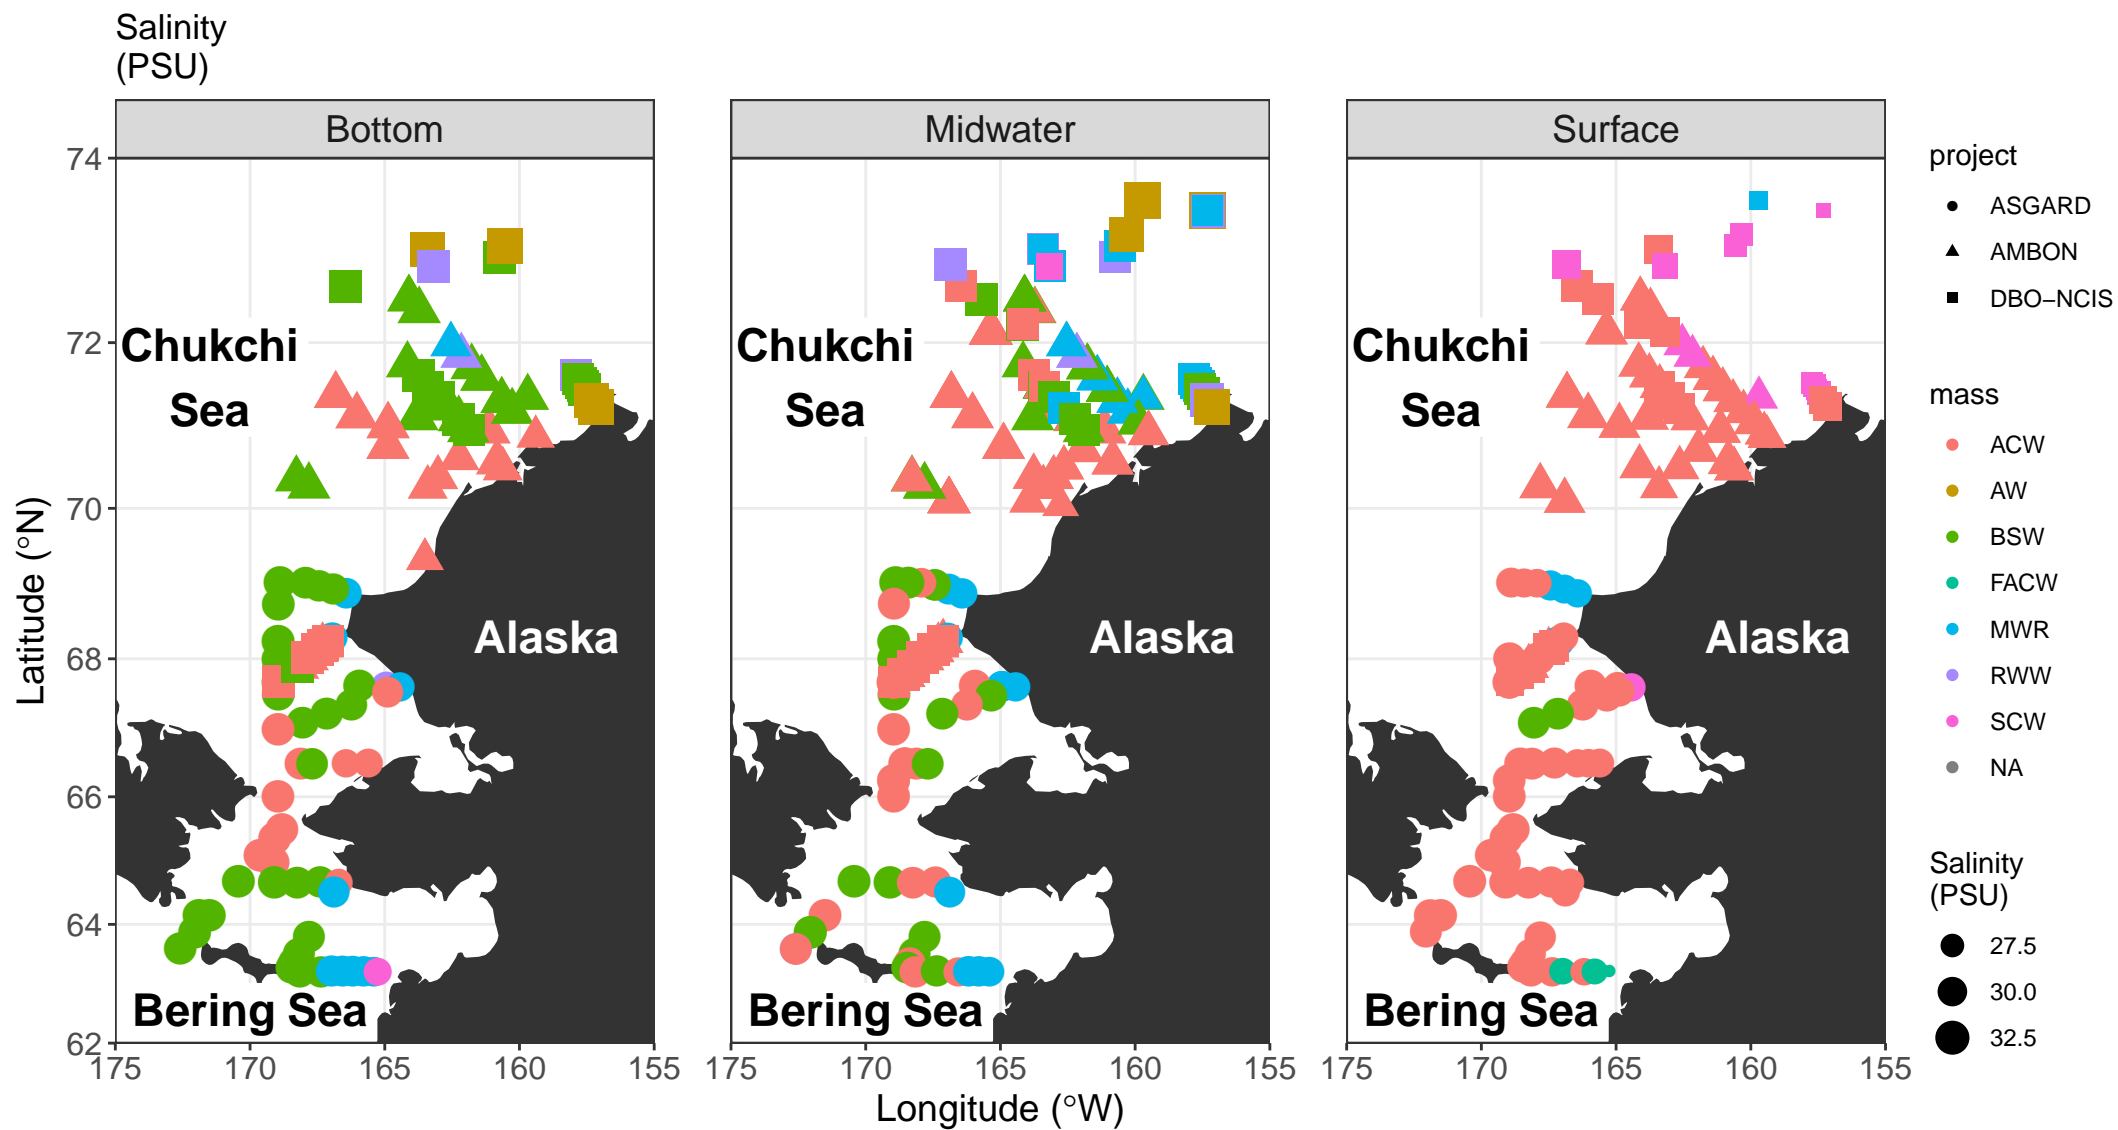 Salinity
(PSU)
Bottom
Midwater
Surface
74
72
70
68
66
64
62
Latitude (°N)
Chukchi
Sea
Alaska
Bering Sea
Chukchi
Sea
Alaska
Bering Sea
Chukchi
Sea
Alaska
Bering Sea
175 170 165 160 155
175 170 165 160 155
175 170 165 160 155
Longitude (°W)
project
ASGARD
AMBON
DBO−NCIS
mass
ACW
AW
BSW
FACW
MWR
RWW
SCW
NA
Salinity
(PSU)
27.5
30.0
32.5